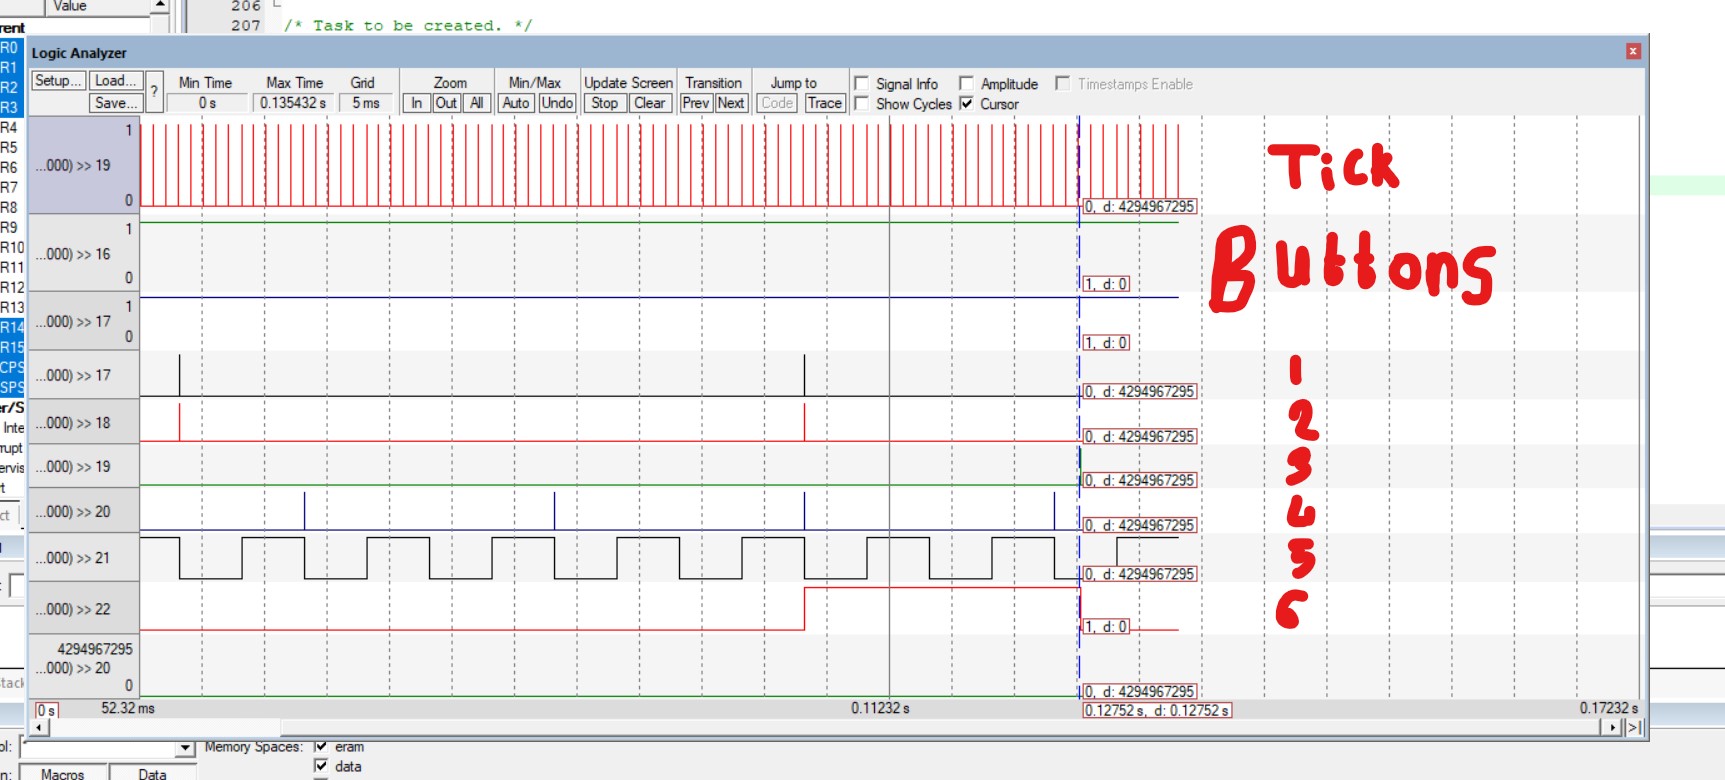 Value
206
207 /* Task to be created. */
rent
R0
R1
R2
R3
R4
R5
R6
R7
R8
R9
R10
R11
R12
R13
R14
R15
CPS
SPS
er/S
Inte
rrupt
ervis
rt
ct
Logic Analyzer
Setup... Load... ? Min Time Max Time Grid Zoom Min/Max Update Screen Transition Jump to Signal Info Amplitude Timestamps Enable
Save... 0 s 0.135432 s 5 ms In Out All Auto Undo Stop Clear Prev Next Code Trace Show Cycles Cursor
1
...000) >> 19 Tick
0 0, d: 4294967295
1
...000) >> 16 Buttons
0 1, d: 0
1
...000) >> 17
0 1, d: 0
...000) >> 17 1
0, d: 4294967295
...000) >> 18 2
0, d: 4294967295
...000) >> 19 3
0, d: 4294967295
...000) >> 20 4
0, d: 4294967295
...000) >> 21 5
0, d: 4294967295
...000) >> 22 6
1, d: 0
4294967295
...000) >> 20
0 0, d: 4294967295
0 s 52.32 ms 0.11232 s 0.12752 s, d: 0.12752 s 0.17232 s
tack
ol: Memory Spaces: eram
data
n: Macros Data